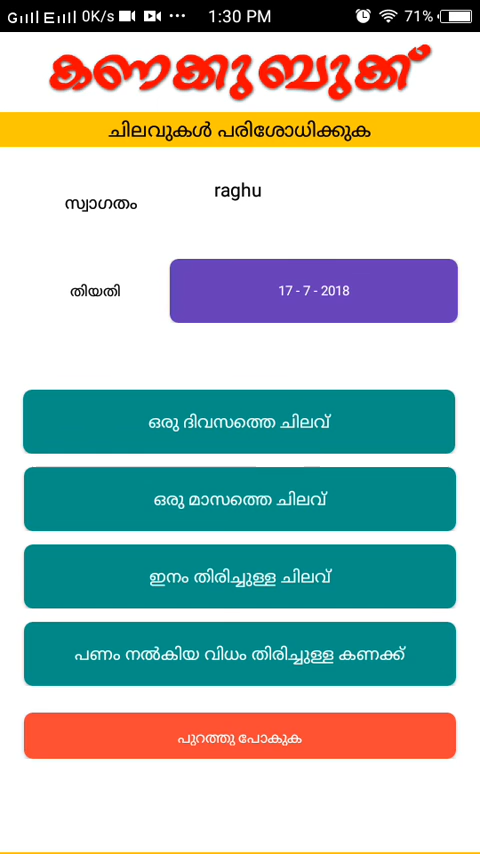 0K/S ••• 1:30 PM 71%
കണക്കുബുക്ക്
ചിലവുകൾ പരിശോധിക്കുക
raghu
സ്വാഗതം
തിയതി
17 - 7 - 2018
ഒരു ദിവസത്തെ ചിലവ്
ഒരു മാസത്തെ ചിലവ്
ഇനം തിരിച്ചുള്ള ചിലവ്
പണം നൽകിയ വിധം തിരിച്ചുള്ള കണക്ക്
പുറത്തു പോകുക